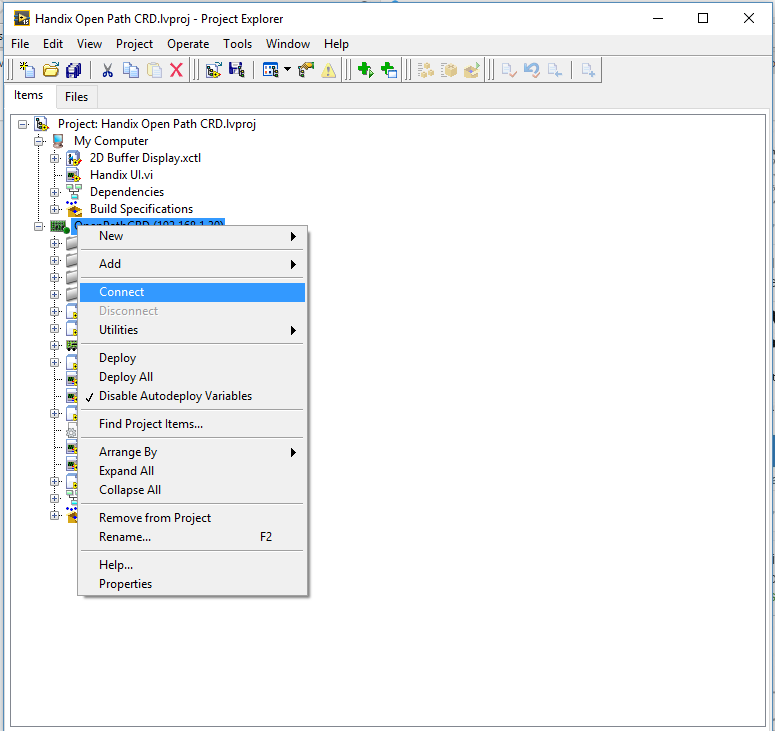 Handix Open Path CRD.lvproj - Project Explorer
File Edit View Project Operate Tools Window Help
Items Files
Project: Handix Open Path CRD.lvproj
My Computer
2D Buffer Display.xctl
Handix UI.vi
Dependencies
Build Specifications
New
Add
Connect
Disconnect
Utilities
Deploy
Deploy All
Disable Autodeploy Variables
Find Project Items...
Arrange By
Expand All
Collapse All
Remove from Project
Rename... F2
Help...
Properties